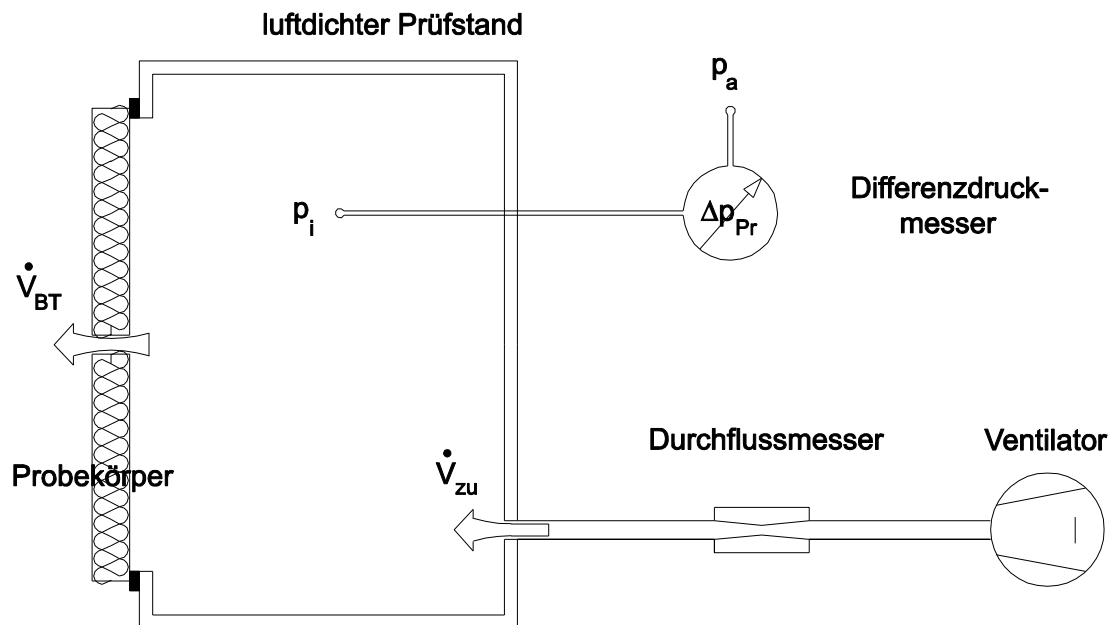 luftdichter Prüfstand
p_a
Differenzdruck-
messer
p_i
Δp_Pr
V̇_BT
Durchflussmesser
Ventilator
Probekörper
V̇_zu